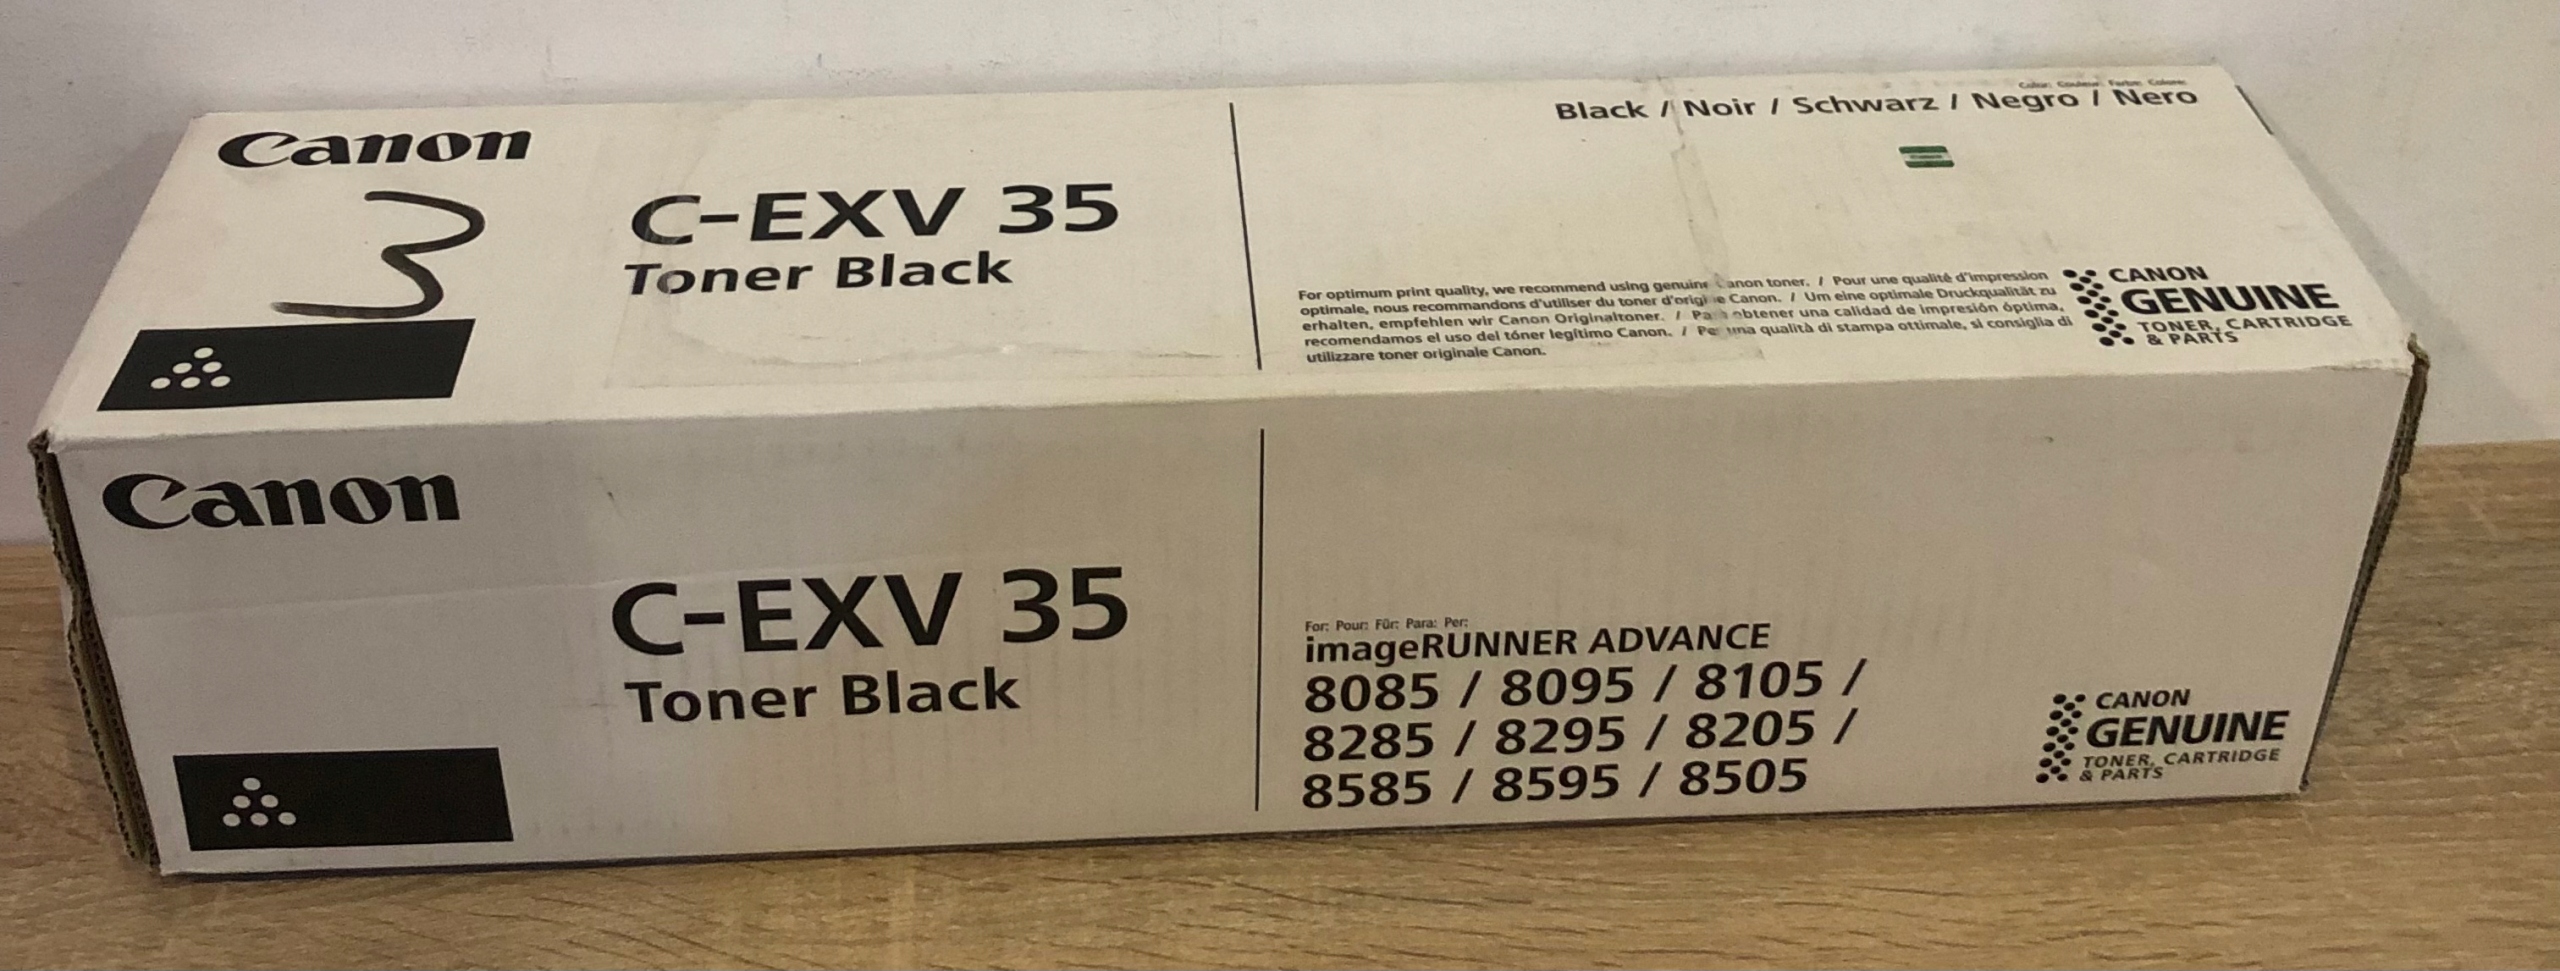 Canon
3
C-EXV 35
Toner Black
Color: Couleur: Farbe: Colore:
Black / Noir / Schwarz / Negro / Nero
For optimum print quality, we recommend using genuine Canon toner. / Pour une qualité d'impression
optimale, nous recommandons d'utiliser du toner d'origine Canon. / Um eine optimale Druckqualität zu
erhalten, empfehlen wir Canon Originaltoner. / Para obtener una calidad de impresión óptima,
recomendamos el uso del tóner legítimo Canon. / Per una qualità di stampa ottimale, si consiglia di
utilizzare toner originale Canon.
CANON
GENUINE
TONER, CARTRIDGE
& PARTS
Canon
C-EXV 35
Toner Black
For: Pour: Für: Para: Per:
imageRUNNER ADVANCE
8085 / 8095 / 8105 /
8285 / 8295 / 8205 /
8585 / 8595 / 8505
CANON
GENUINE
TONER, CARTRIDGE
& PARTS